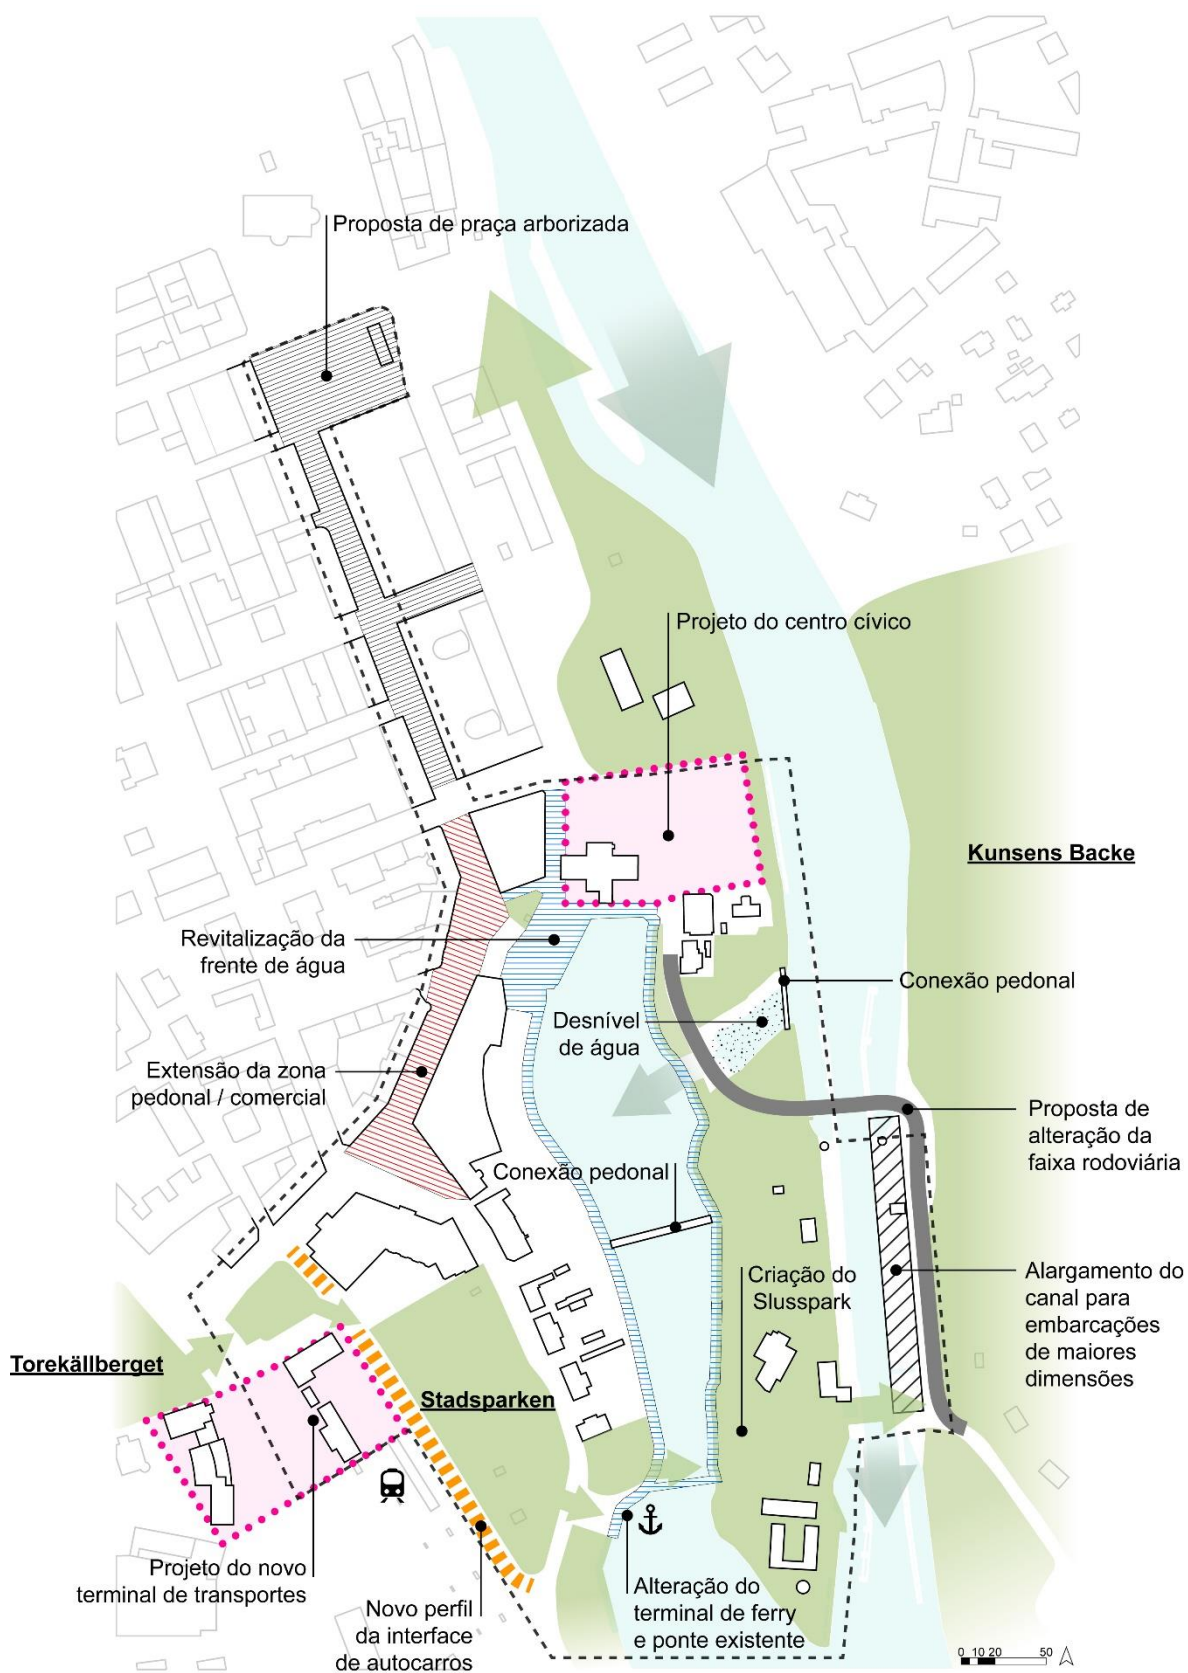 Proposta de praça arborizada
Projeto do centro cívico
Kunsens Backe
Revitalização da
frente de água
Conexão pedonal
Desnível
de água
Extensão da zona
pedonal / comercial
Proposta de
alteração da
faixa rodoviária
Conexão pedonal
Criação do
Slusspark
Alargamento do
canal para
embarcações
de maiores
dimensões
Torekällberget
Stadsparken
Projeto do novo
terminal de transportes
Novo perfil
da interface
de autocarros
Alteração do
terminal de ferry
e ponte existente
0 10 20 50